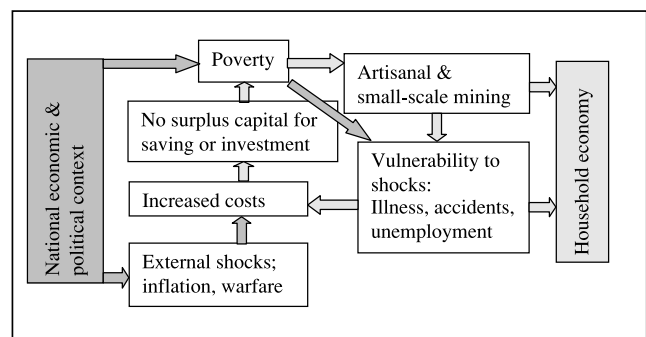 National economic &
political context
Poverty
Artisanal &
small-scale mining
No surplus capital for
saving or investment
Vulnerability to
shocks:
Illness, accidents,
unemployment
Increased costs
External shocks;
inflation, warfare
Household economy